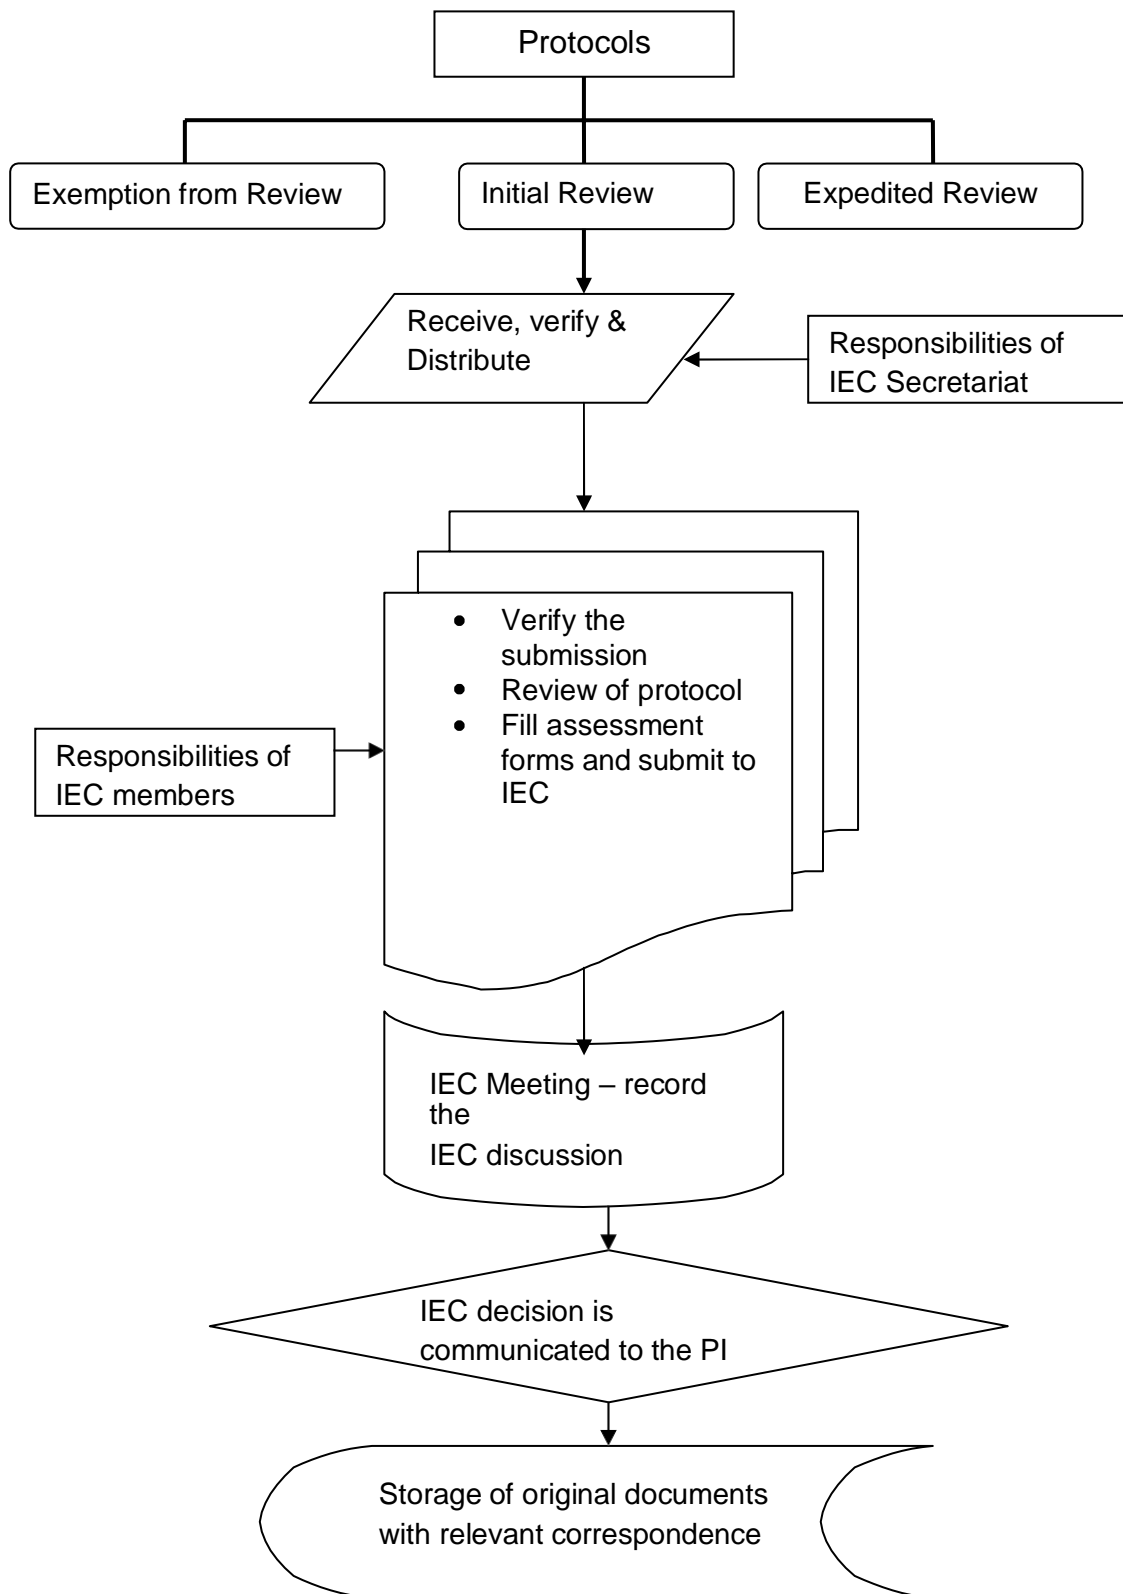 Protocols
Exemption from Review
Initial Review
Expedited Review
Receive, verify &
Distribute
Responsibilities of
IEC Secretariat
• Verify the
submission
• Review of protocol
• Fill assessment
forms and submit to
IEC
Responsibilities of
IEC members
IEC Meeting – record
the
IEC discussion
IEC decision is
communicated to the PI
Storage of original documents
with relevant correspondence